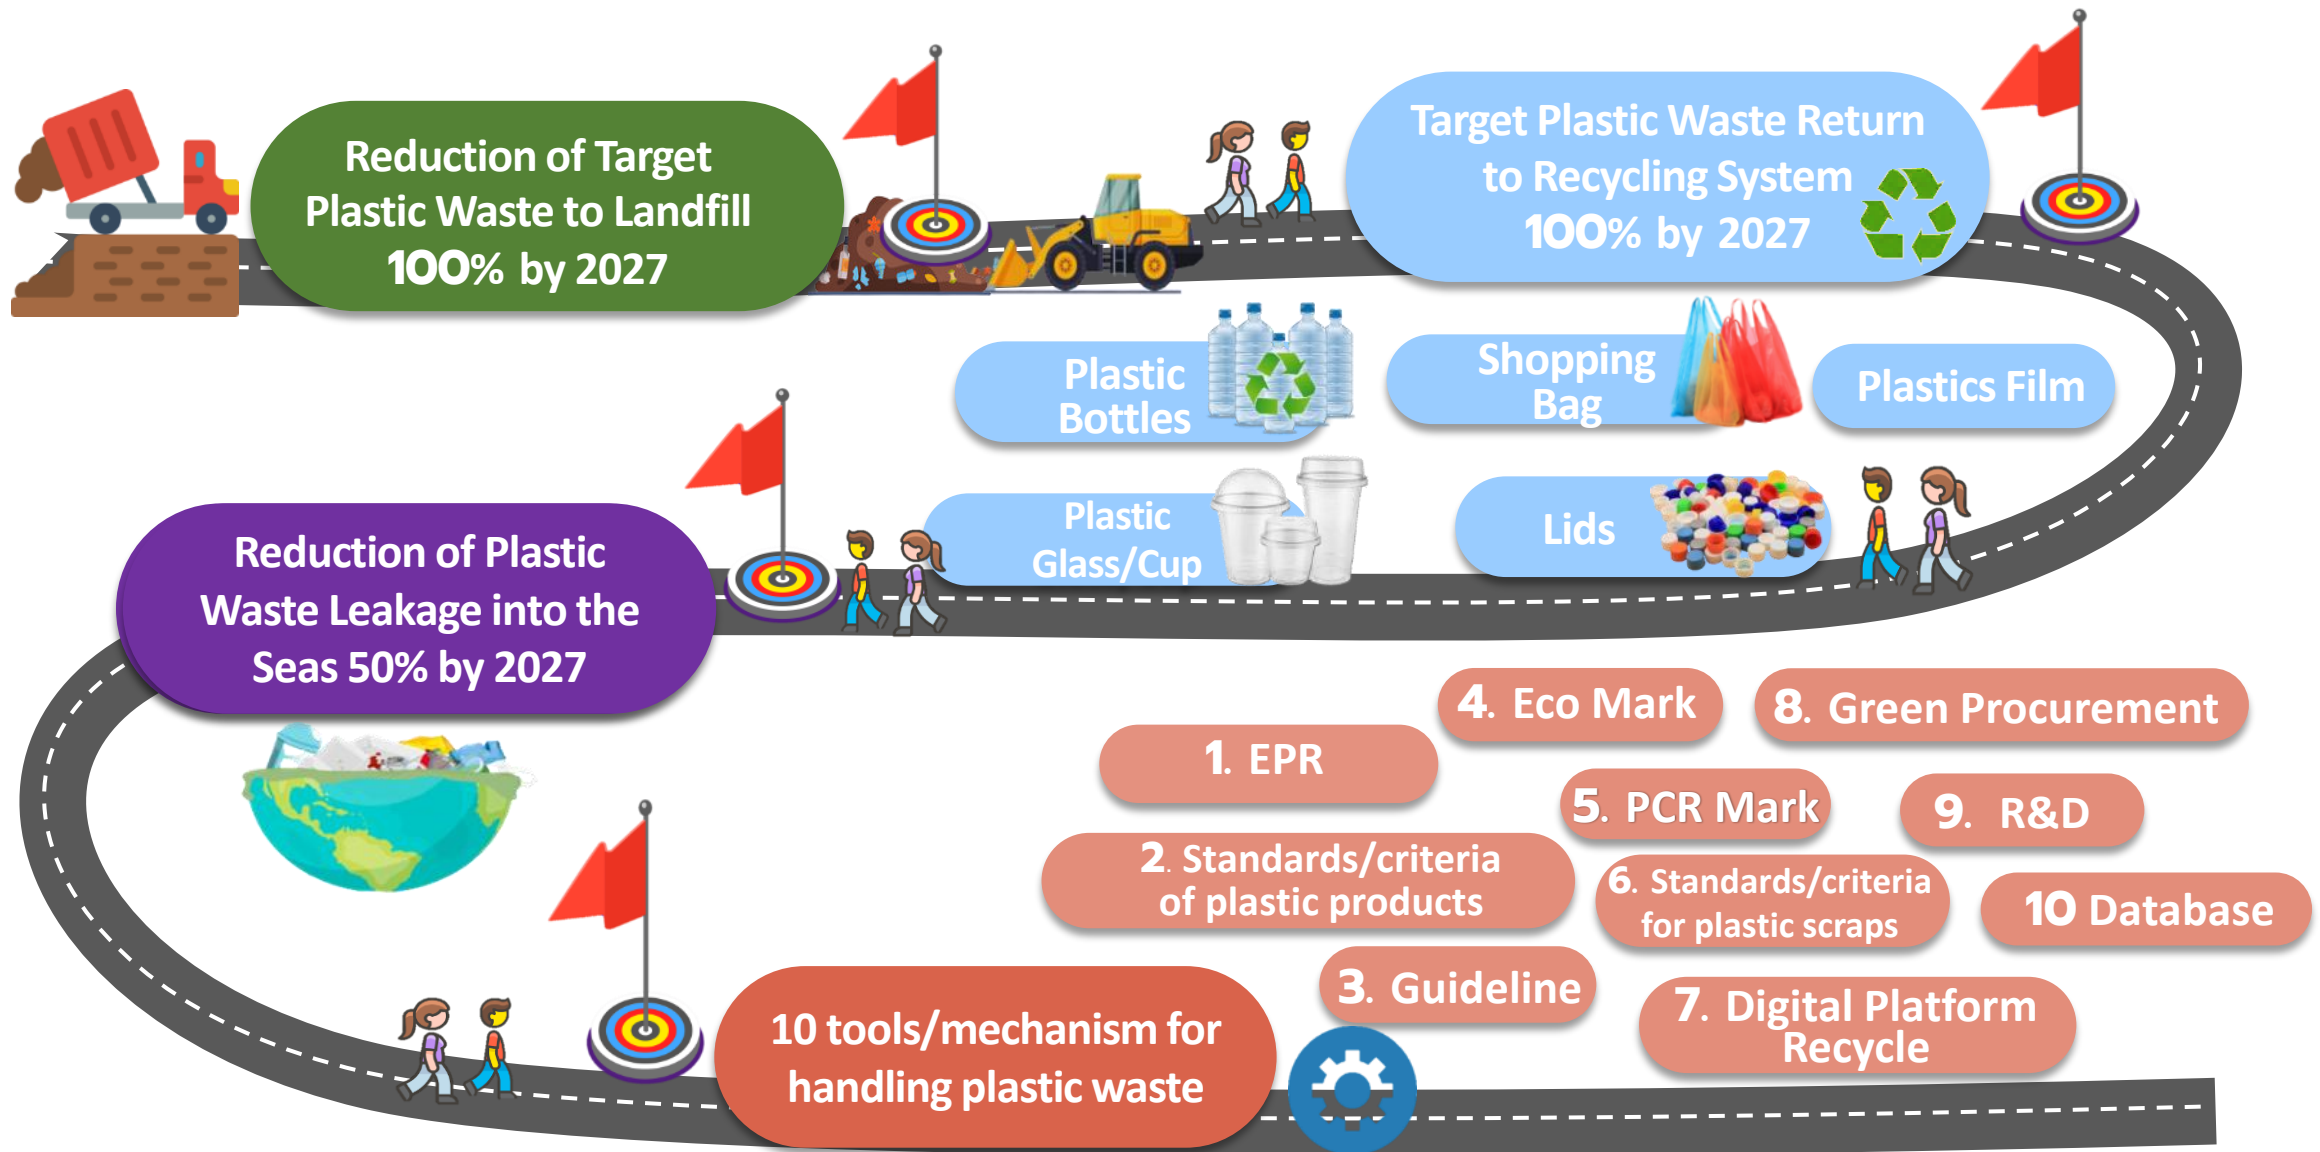 Reduction of Target
Plastic Waste to Landfill
100% by 2027
Target Plastic Waste Return
to Recycling System
100% by 2027
Plastic
Bottles
Shopping
Bag
Plastics Film
Plastic
Glass/Cup
Lids
Reduction of Plastic
Waste Leakage into the
Seas 50% by 2027
10 tools/mechanism for
handling plastic waste
1. EPR
2. Standards/criteria
of plastic products
3. Guideline
4. Eco Mark
5. PCR Mark
6. Standards/criteria
for plastic scraps
7. Digital Platform
Recycle
8. Green Procurement
9. R&D
10 Database